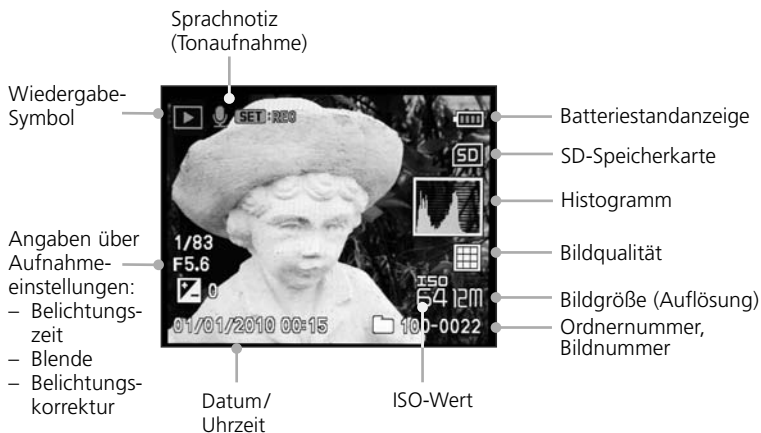 Sprachnotiz
(Tonaufnahme)
Wiedergabe-
Symbol
Angaben über
Aufnahme-
einstellungen:
– Belichtungs-
zeit
– Blende
– Belichtungs-
korrektur
SET:REC
SD
1/83
F5.6
0
ISO
64 12M
01/01/2010 00:15
100-0022
Batteriestandanzeige
SD-Speicherkarte
Histogramm
Bildqualität
Bildgröße (Auflösung)
Ordnernummer,
Bildnummer
Datum/
Uhrzeit
ISO-Wert